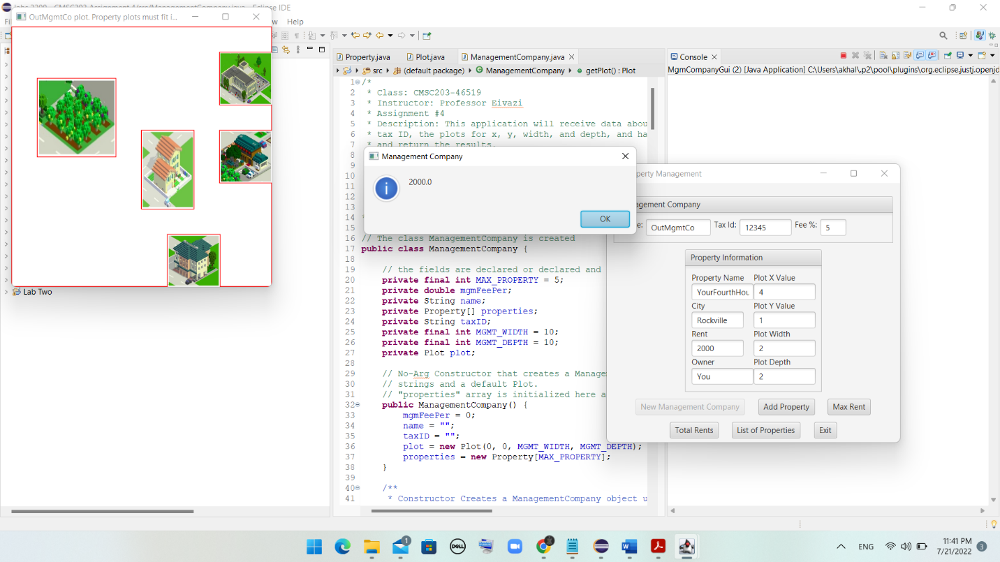 Jobs 3200 - CMSC203 Assignment 4/src/ManagementCompany.java - Eclipse IDE
OutMgmtCo plot. Property plots must fit i...
Help
Lab Two
Property.java
Plot.java
ManagementCompany.java
src
(default package)
ManagementCompany
getPlot() : Plot
1 /*
2 * Class: CMSC203-46519
3 * Instructor: Professor Eivazi
4 * Assignment #4
5 * Description: This application will receive data abou
6 * tax ID, the plots for x, y, width, and depth, and ha
7 * and return the results.
8
9
10
11
12
13
14 *
15
16 // The class ManagementCompany is created
17 public class ManagementCompany {
18
19 // the fields are declared or declared and
20 private final int MAX_PROPERTY = 5;
21 private double mgmFeePer;
22 private String name;
23 private Property[] properties;
24 private String taxID;
25 private final int MGMT_WIDTH = 10;
26 private final int MGMT_DEPTH = 10;
27 private Plot plot;
28
29 // No-Arg Constructor that creates a Manage
30 // strings and a default Plot.
31 // "properties" array is initialized here a
32 public ManagementCompany() {
33 mgmFeePer = 0;
34 name = "";
35 taxID = "";
36 plot = new Plot(0, 0, MGMT_WIDTH, MGMT_DEPTH);
37 properties = new Property[MAX_PROPERTY];
38 }
39
40 /**
41 * Constructor Creates a ManagementCompany object u
Management Company
2000.0
OK
Console
MgmCompanyGui (2) [Java Application] C:\Users\akhal\.p2\pool\plugins\org.eclipse.justj.openjd
perty Management
agement Company
e:
OutMgmtCo
Tax Id:
12345
Fee %:
5
Property Information
Property Name
Plot X Value
YourFourthHou
4
City
Plot Y Value
Rockville
1
Rent
Plot Width
2000
2
Owner
Plot Depth
You
2
New Management Company
Add Property
Max Rent
Total Rents
List of Properties
Exit
1
DELL
W
ENG
11:41 PM
7/21/2022
3